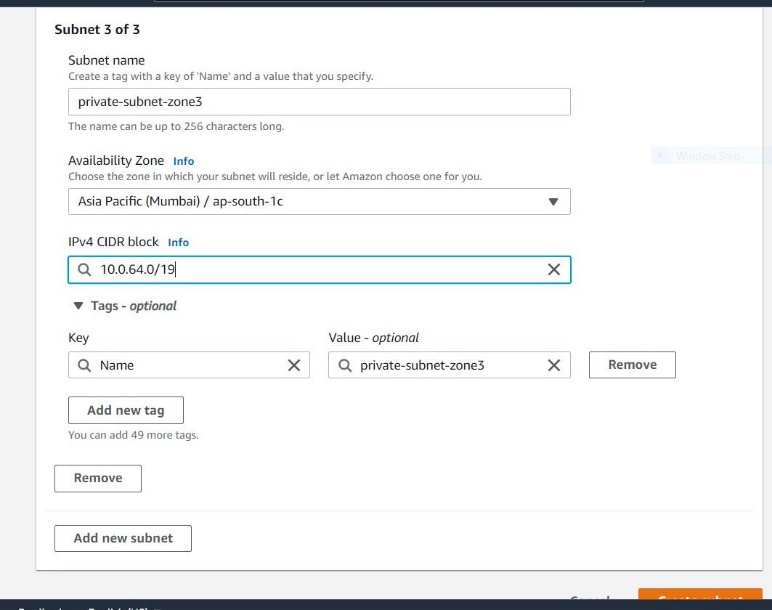 Subnet 3 of 3
Subnet name
Create a tag with a key of 'Name' and a value that you specify.
private-subnet-zone3
The name can be up to 256 characters long.
Availability Zone Info
Window Snip
Choose the zone in which your subnet will reside, or let Amazon choose one for you.
Asia Pacific (Mumbai) / ap-south-1c
IPv4 CIDR block Info
10.0.64.0/19
Tags - optional
Key Value - optional
Name private-subnet-zone3 Remove
Add new tag
You can add 49 more tags.
Remove
Add new subnet
Cancel Create subnet